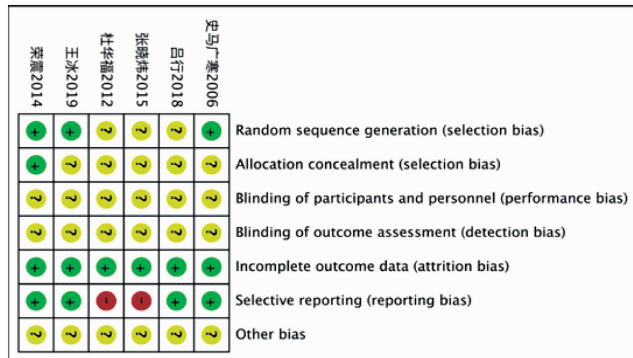 荣震2014 王冰2019 杜华福2012 张晓炜2015 吕行2018 史马广寒2006
+ + ? ? ? + Random sequence generation (selection bias)
+ ? ? ? ? ? Allocation concealment (selection bias)
? ? ? ? ? ? Blinding of participants and personnel (performance bias)
? ? ? ? ? ? Blinding of outcome assessment (detection bias)
+ + + + + + Incomplete outcome data (attrition bias)
+ + - - + + Selective reporting (reporting bias)
? ? ? ? ? ? Other bias